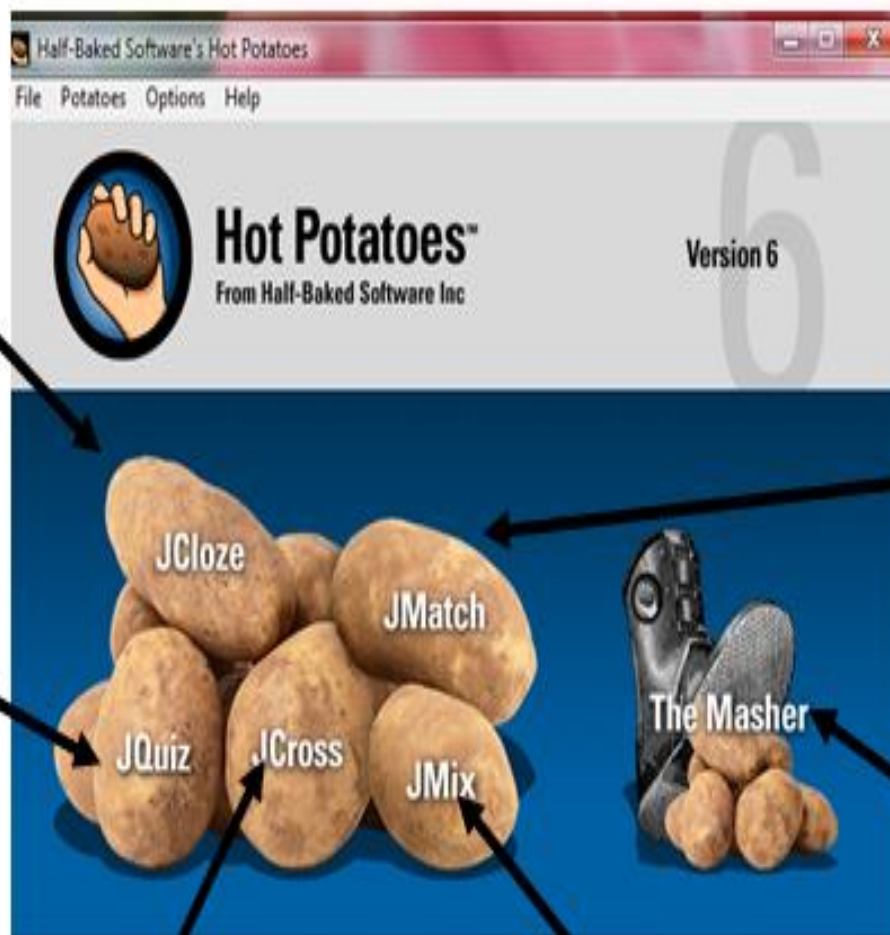 Half-Baked Software's Hot Potatoes
File Potatoes Options Help
6
Hot Potatoes™
From Half-Baked Software Inc
Version 6
JCloze
JMatch
The Masher
JQuiz
JCross
JMix